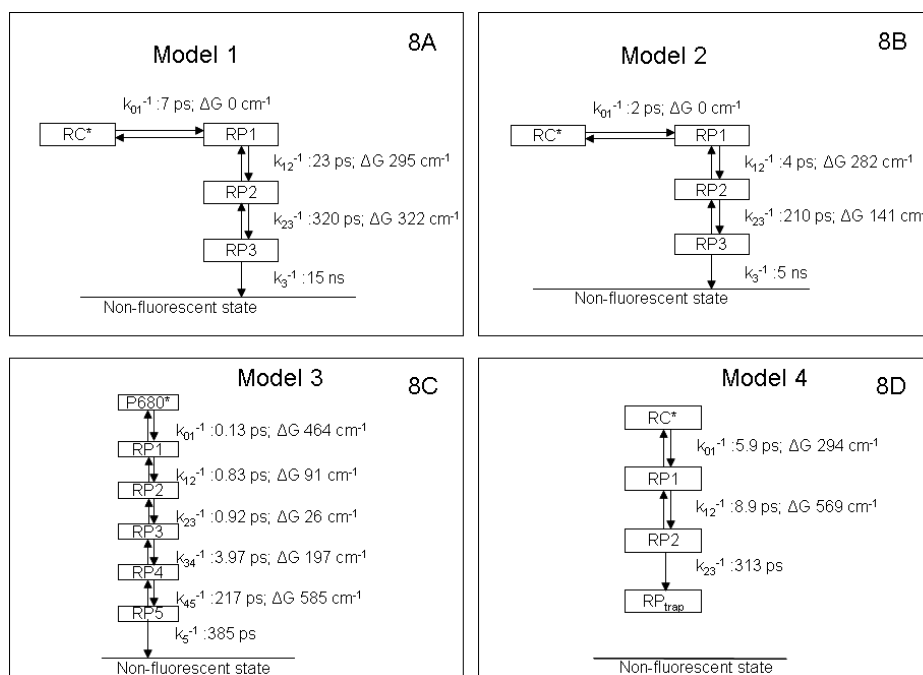 8A
Model 1
k01⁻¹ :7 ps; ΔG 0 cm⁻¹
RC*
RP1
k12⁻¹ :23 ps; ΔG 295 cm⁻¹
RP2
k23⁻¹ :320 ps; ΔG 322 cm⁻¹
RP3
k3⁻¹ :15 ns
Non-fluorescent state
8B
Model 2
k01⁻¹ :2 ps; ΔG 0 cm⁻¹
RC*
RP1
k12⁻¹ :4 ps; ΔG 282 cm⁻¹
RP2
k23⁻¹ :210 ps; ΔG 141 cm⁻
RP3
k3⁻¹ :5 ns
Non-fluorescent state
Model 3
8C
P680*
k01⁻¹ :0.13 ps; ΔG 464 cm⁻¹
RP1
k12⁻¹ :0.83 ps; ΔG 91 cm⁻¹
RP2
k23⁻¹ :0.92 ps; ΔG 26 cm⁻¹
RP3
k34⁻¹ :3.97 ps; ΔG 197 cm⁻¹
RP4
k45⁻¹ :217 ps; ΔG 585 cm⁻¹
RP5
k5⁻¹ :385 ps
Non-fluorescent state
Model 4
8D
RC*
k01⁻¹ :5.9 ps; ΔG 294 cm⁻¹
RP1
k12⁻¹ :8.9 ps; ΔG 569 cm⁻¹
RP2
k23⁻¹ :313 ps
RPtrap
Non-fluorescent state